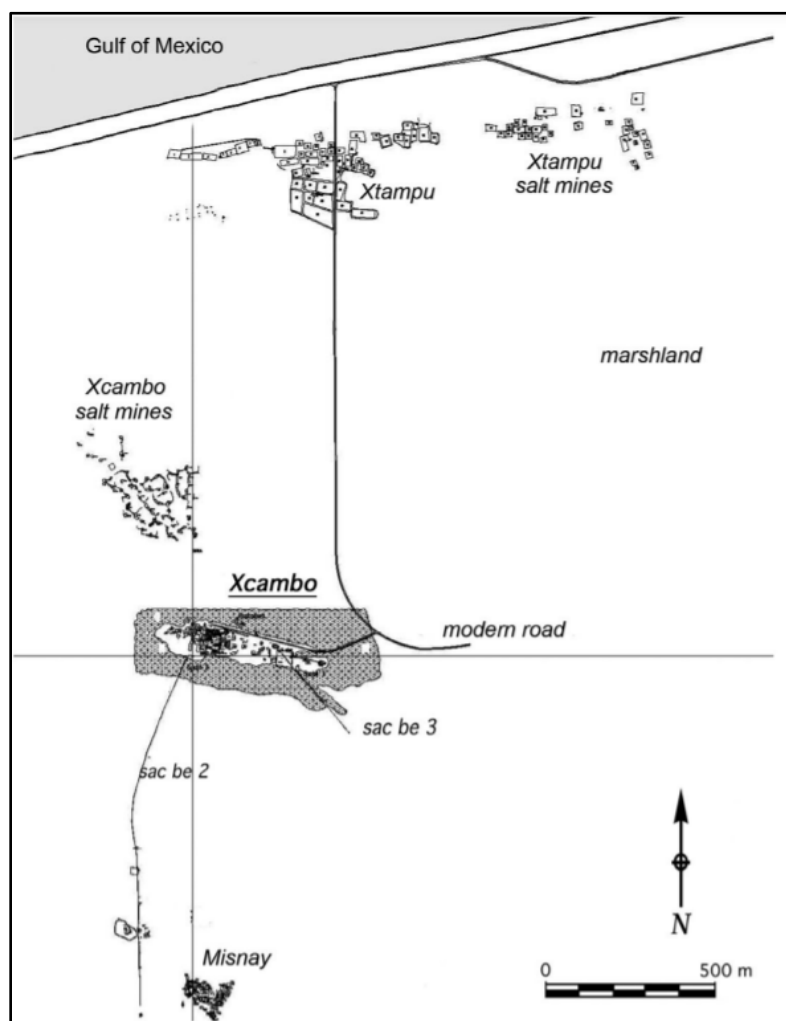 Gulf of Mexico
Xtampu
Xtampu
salt mines
marshland
Xcambo
salt mines
Xcambo
modern road
sac be 3
sac be 2
Misnay
N
0 500 m